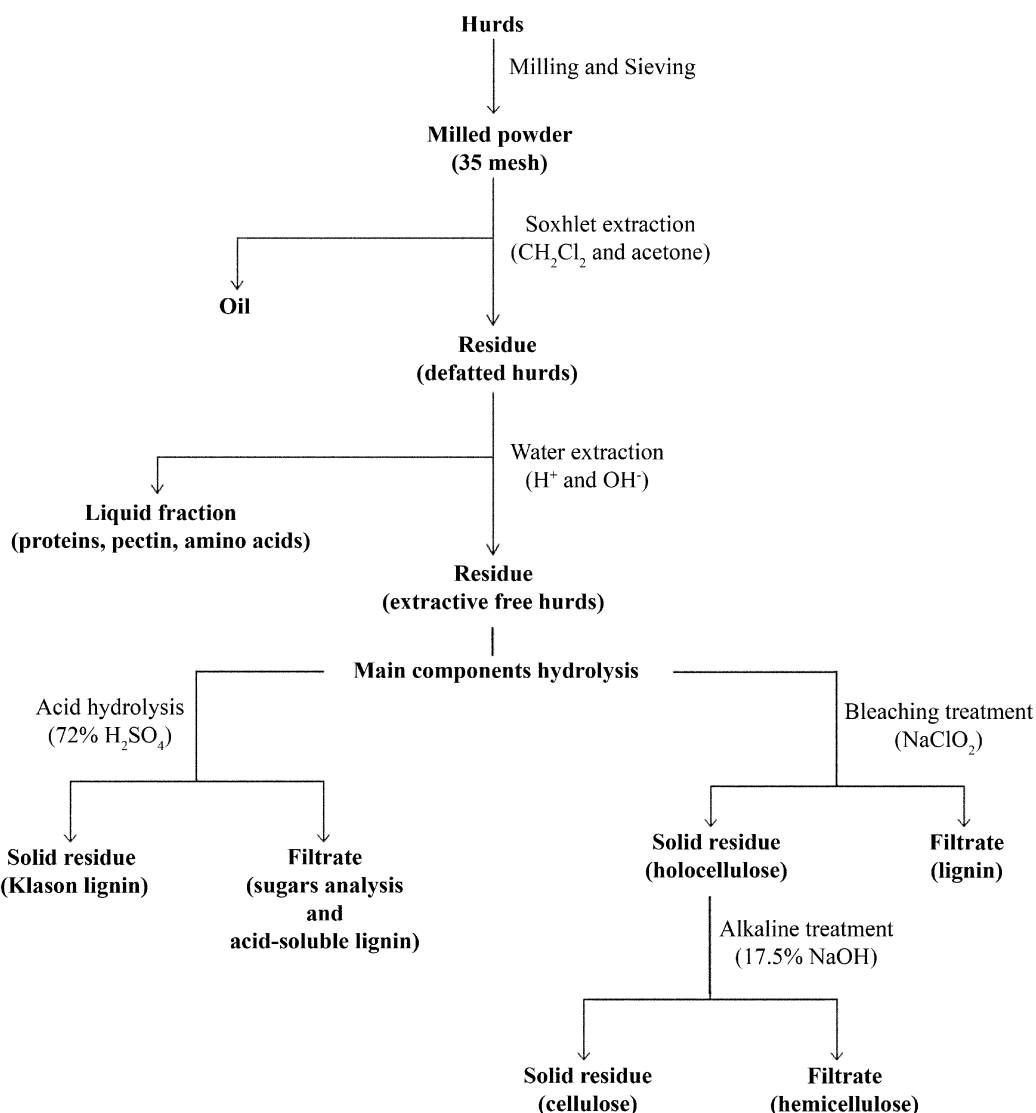 Hurds
Milling and Sieving
Milled powder
(35 mesh)
Soxhlet extraction
(CH₂Cl₂ and acetone)
Oil
Residue
(defatted hurds)
Water extraction
(H⁺ and OH⁻)
Liquid fraction
(proteins, pectin, amino acids)
Residue
(extractive free hurds)
Main components hydrolysis
Acid hydrolysis
(72% H₂SO₄)
Bleaching treatment
(NaClO₂)
Solid residue
(Klason lignin)
Filtrate
(sugars analysis
and
acid-soluble lignin)
Solid residue
(holocellulose)
Filtrate
(lignin)
Alkaline treatment
(17.5% NaOH)
Solid residue
(cellulose)
Filtrate
(hemicellulose)